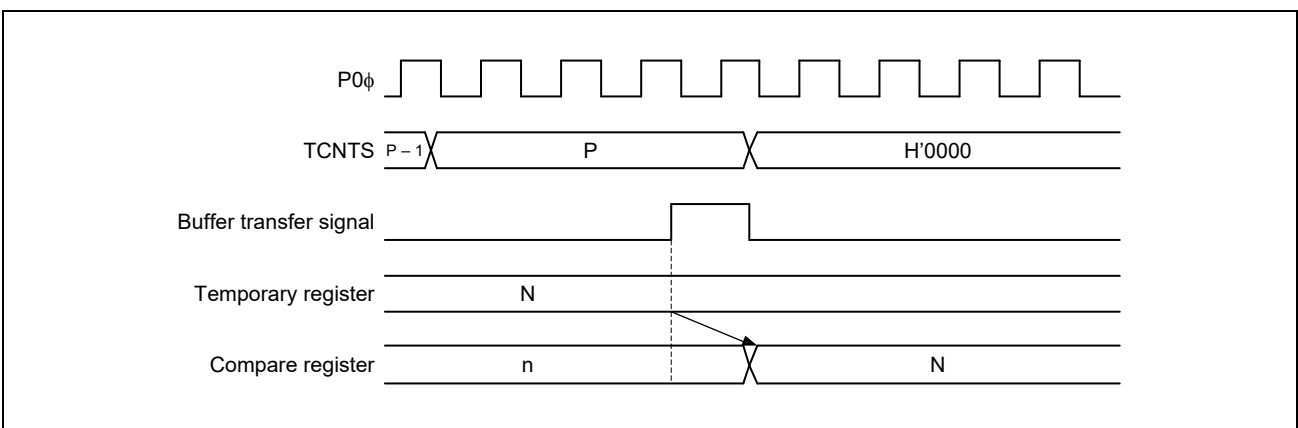 P0ϕ
TCNTS P – 1 P H'0000
Buffer transfer signal
Temporary register N
Compare register n N